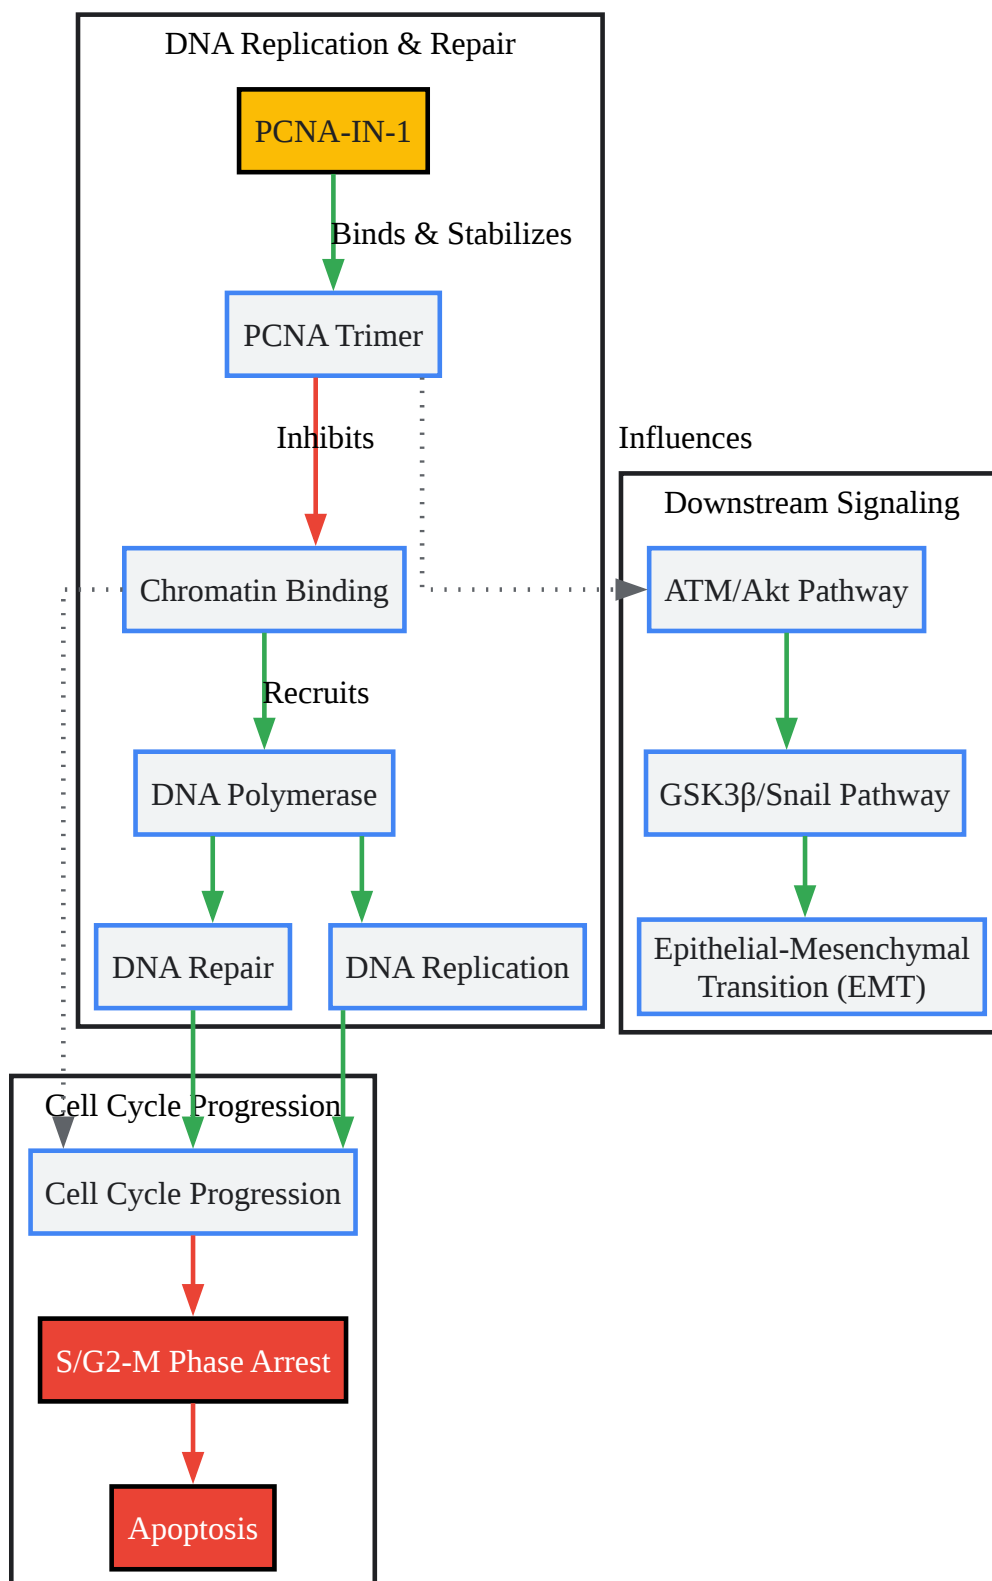 DNA Replication & Repair
PCNA-IN-1
Binds & Stabilizes
PCNA Trimer
Inhibits
Influences
Downstream Signaling
Chromatin Binding
ATM/Akt Pathway
Recruits
DNA Polymerase
GSK3β/Snail Pathway
DNA Repair
DNA Replication
Epithelial-Mesenchymal
Transition (EMT)
Cell Cycle Progression
Cell Cycle Progression
S/G2-M Phase Arrest
Apoptosis